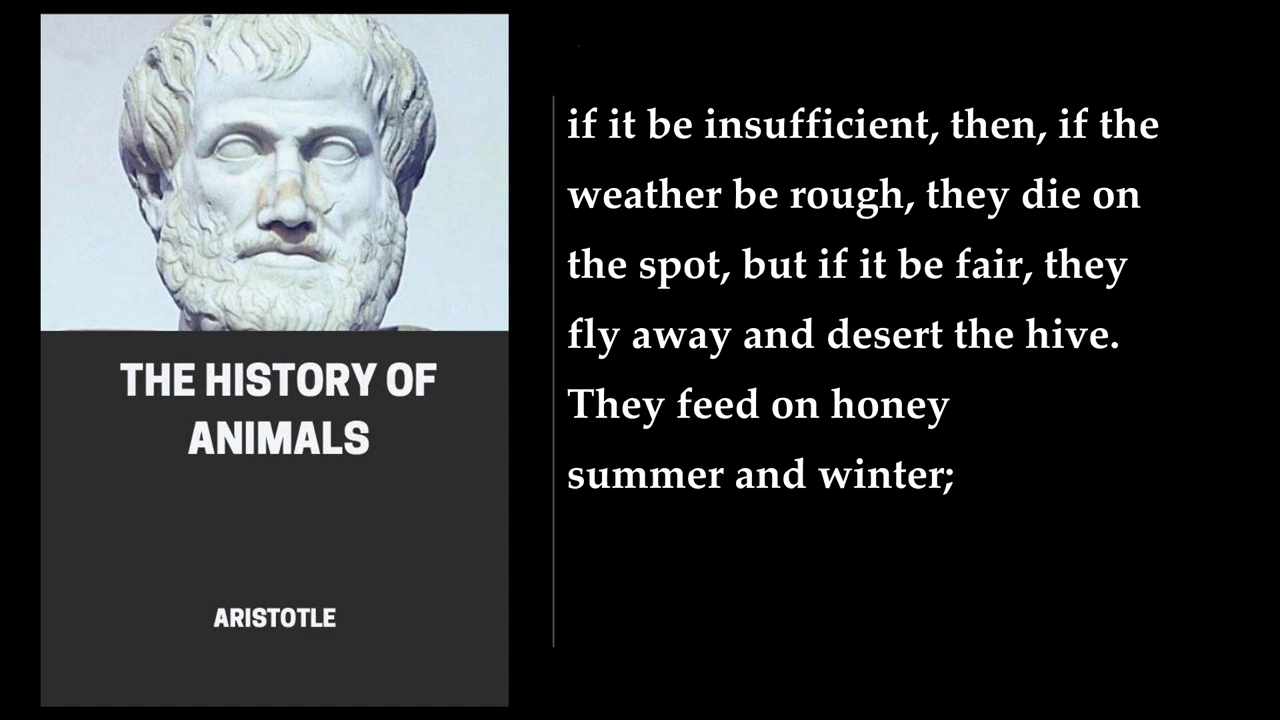 THE HISTORY OF
ANIMALS
ARISTOTLE
if it be insufficient, then, if the
weather be rough, they die on
the spot, but if it be fair, they
fly away and desert the hive.
They feed on honey
summer and winter;